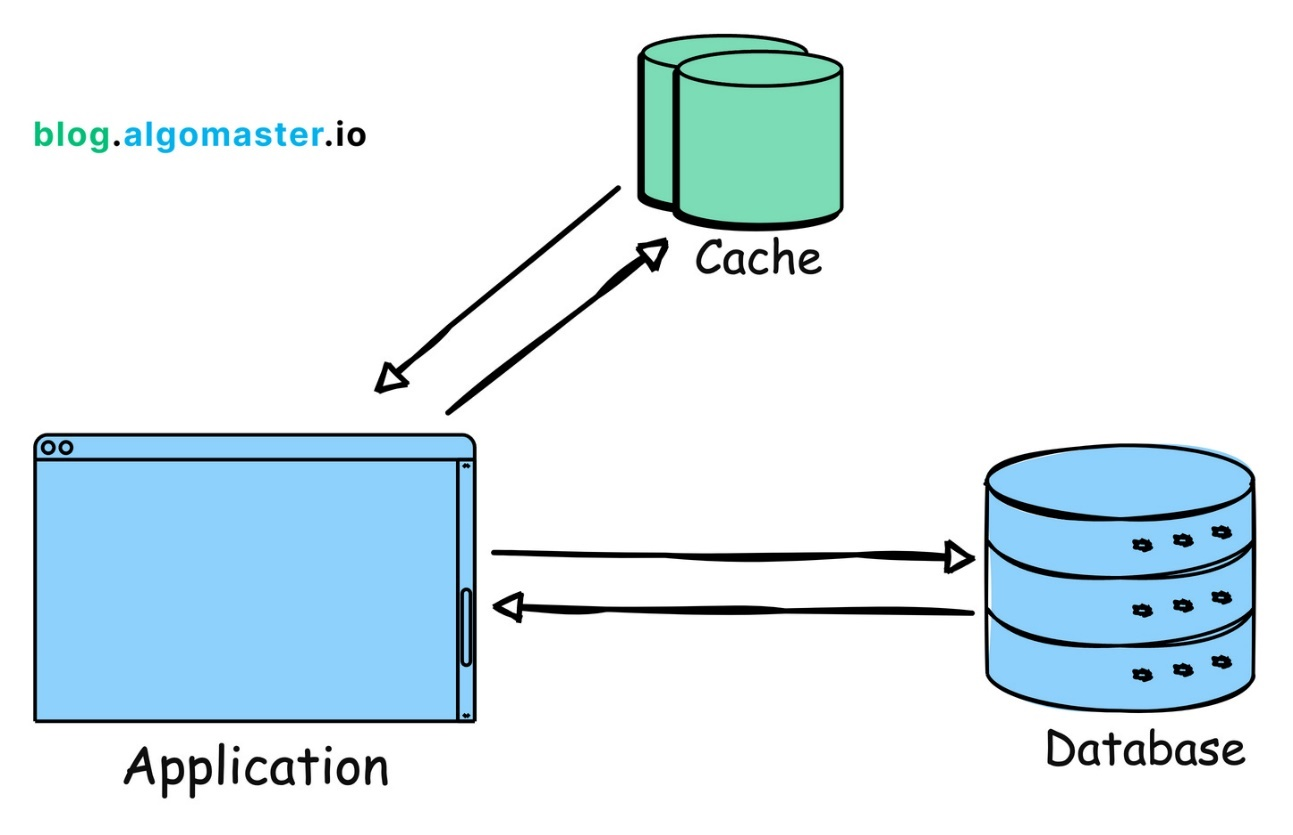 blog.algomaster.io
Cache
Application
Database